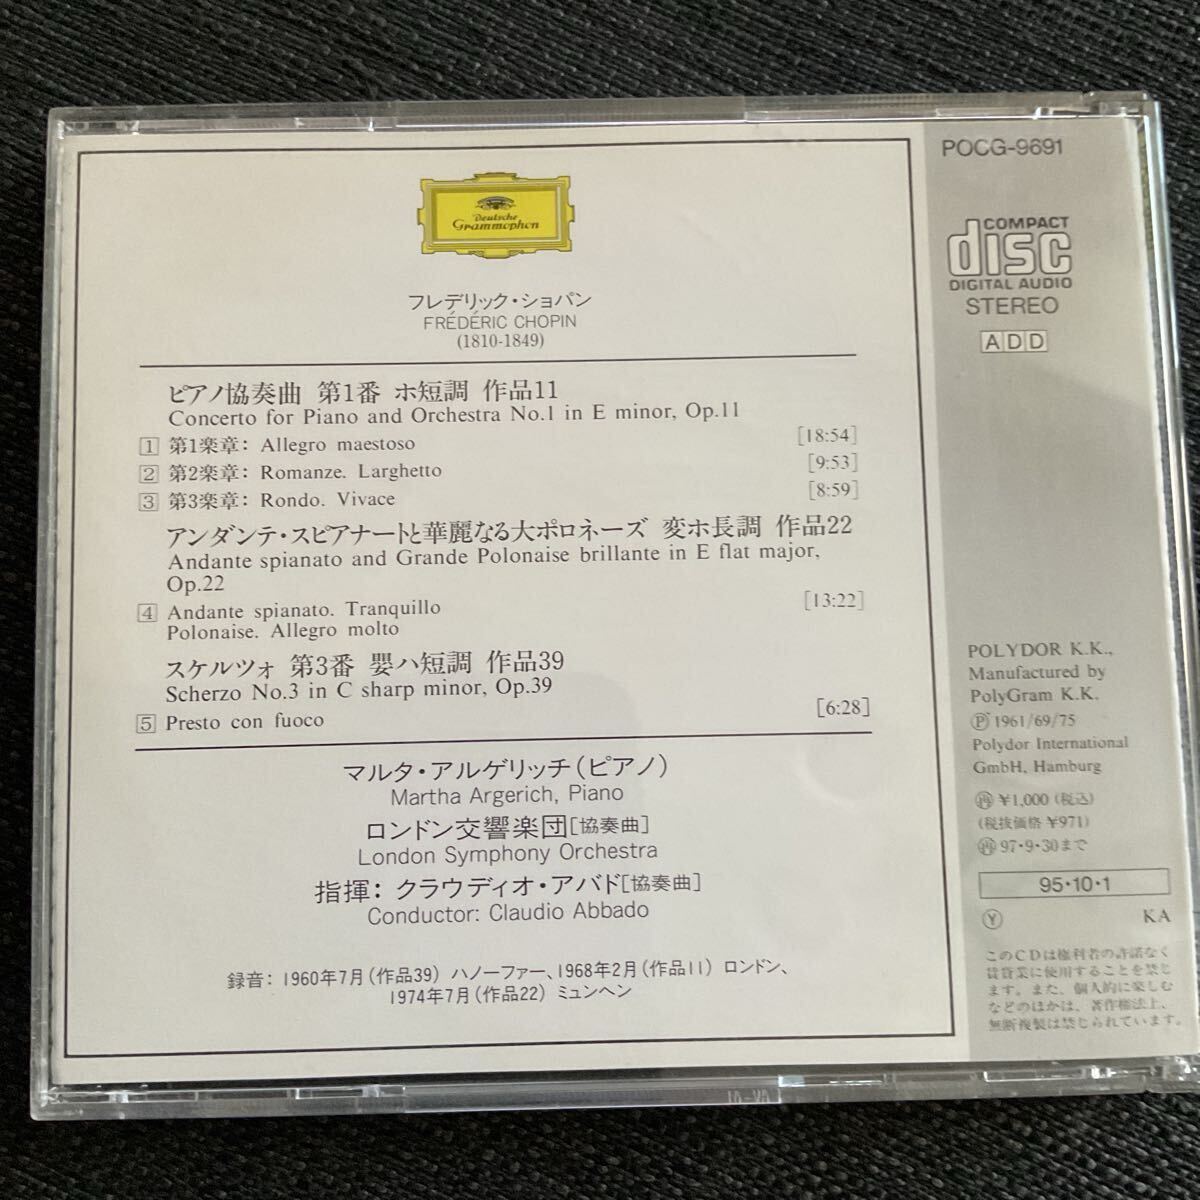 Deutsche
Grammophon
フレデリック・ショパン
FRÉDÉRIC CHOPIN
(1810-1849)
ピアノ協奏曲 第1番 ホ短調 作品11
Concerto for Piano and Orchestra No.1 in E minor, Op.11
1 第1楽章: Allegro maestoso [18:54]
2 第2楽章: Romanze. Larghetto [9:53]
3 第3楽章: Rondo. Vivace [8:59]
アンダンテ・スピアナートと華麗なる大ポロネーズ 変ホ長調 作品22
Andante spianato and Grande Polonaise brillante in E flat major,
Op.22
4 Andante spianato. Tranquillo [13:22]
Polonaise. Allegro molto
スケルツォ 第3番 嬰ハ短調 作品39
Scherzo No.3 in C sharp minor, Op.39
5 Presto con fuoco [6:28]
マルタ・アルゲリッチ(ピアノ)
Martha Argerich, Piano
ロンドン交響楽団[協奏曲]
London Symphony Orchestra
指揮: クラウディオ・アバド[協奏曲]
Conductor: Claudio Abbado
録音: 1960年7月(作品39) ハノーファー、1968年2月(作品11) ロンドン、
1974年7月(作品22) ミュンヘン
POCG-9691
COMPACT
disc
DIGITAL AUDIO
STEREO
ADD
POLYDOR K.K.,
Manufactured by
PolyGram K.K.
Ⓟ 1961/69/75
Polydor International
GmbH, Hamburg
㊢ ¥1,000 (税込)
(税抜価格 ¥971)
㊢ 97・9・30まで
95・10・1
Ⓨ KA
このCDは権利者の許諾なく
賃貸業に使用することを禁じ
ます。また、個人的に楽しむ
などのほかは、著作権法上、
無断複製は禁じられています。